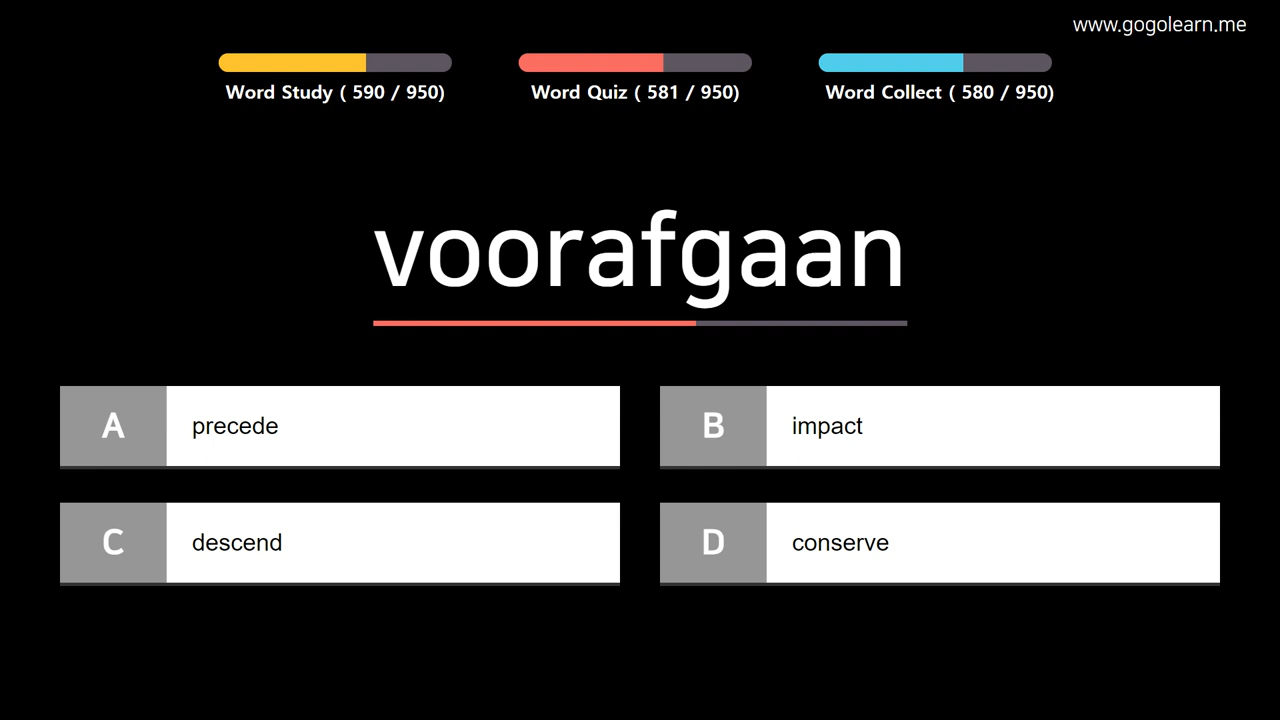 www.gogolearn.me
Word Study ( 590 / 950)
Word Quiz ( 581 / 950)
Word Collect ( 580 / 950)
voorafgaan
A precede
B impact
C descend
D conserve